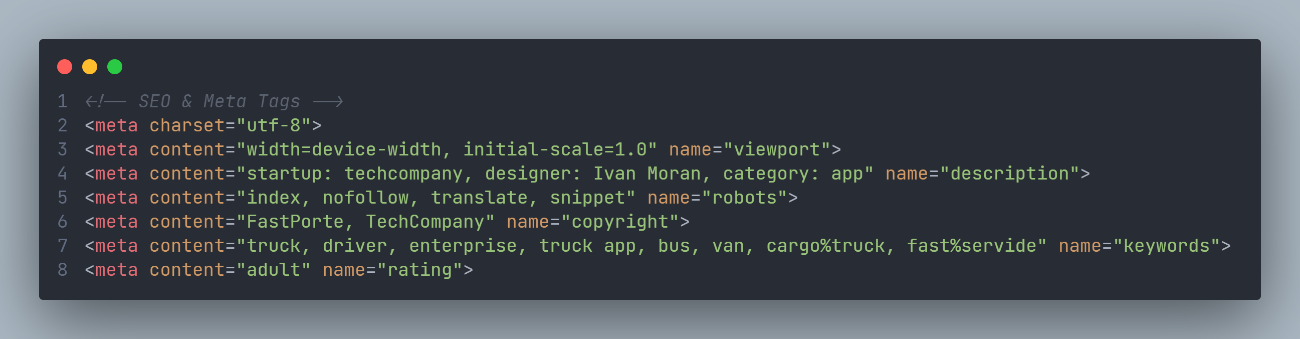 1 <!-- SEO & Meta Tags -->
2 <meta charset="utf-8">
3 <meta content="width=device-width, initial-scale=1.0" name="viewport">
4 <meta content="startup: techcompany, designer: Ivan Moran, category: app" name="description">
5 <meta content="index, nofollow, translate, snippet" name="robots">
6 <meta content="FastPorte, TechCompany" name="copyright">
7 <meta content="truck, driver, enterprise, truck app, bus, van, cargo%truck, fast%servide" name="keywords">
8 <meta content="adult" name="rating">